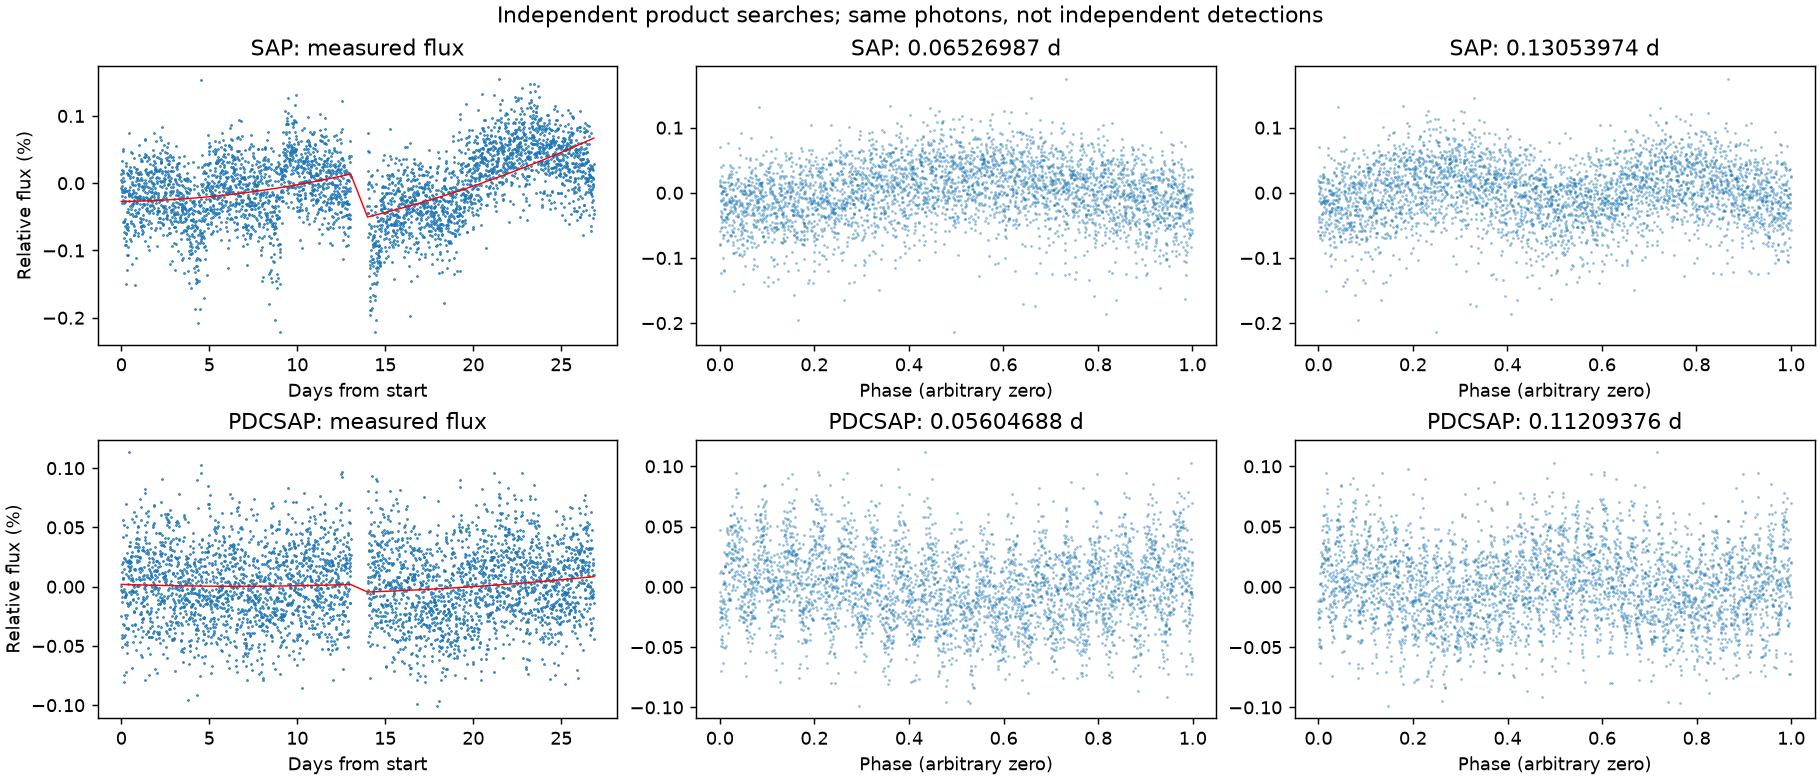 Independent product searches; same photons, not independent detections
SAP: measured flux
SAP: 0.06526987 d
SAP: 0.13053974 d
Relative flux (%)
0.1
0.0
−0.1
−0.2
0 5 10 15 20 25
Days from start
0.1
0.0
−0.1
−0.2
0.0 0.2 0.4 0.6 0.8 1.0
Phase (arbitrary zero)
0.1
0.0
−0.1
−0.2
0.0 0.2 0.4 0.6 0.8 1.0
Phase (arbitrary zero)
PDCSAP: measured flux
PDCSAP: 0.05604688 d
PDCSAP: 0.11209376 d
Relative flux (%)
0.10
0.05
0.00
−0.05
−0.10
0 5 10 15 20 25
Days from start
0.10
0.05
0.00
−0.05
−0.10
0.0 0.2 0.4 0.6 0.8 1.0
Phase (arbitrary zero)
0.10
0.05
0.00
−0.05
−0.10
0.0 0.2 0.4 0.6 0.8 1.0
Phase (arbitrary zero)